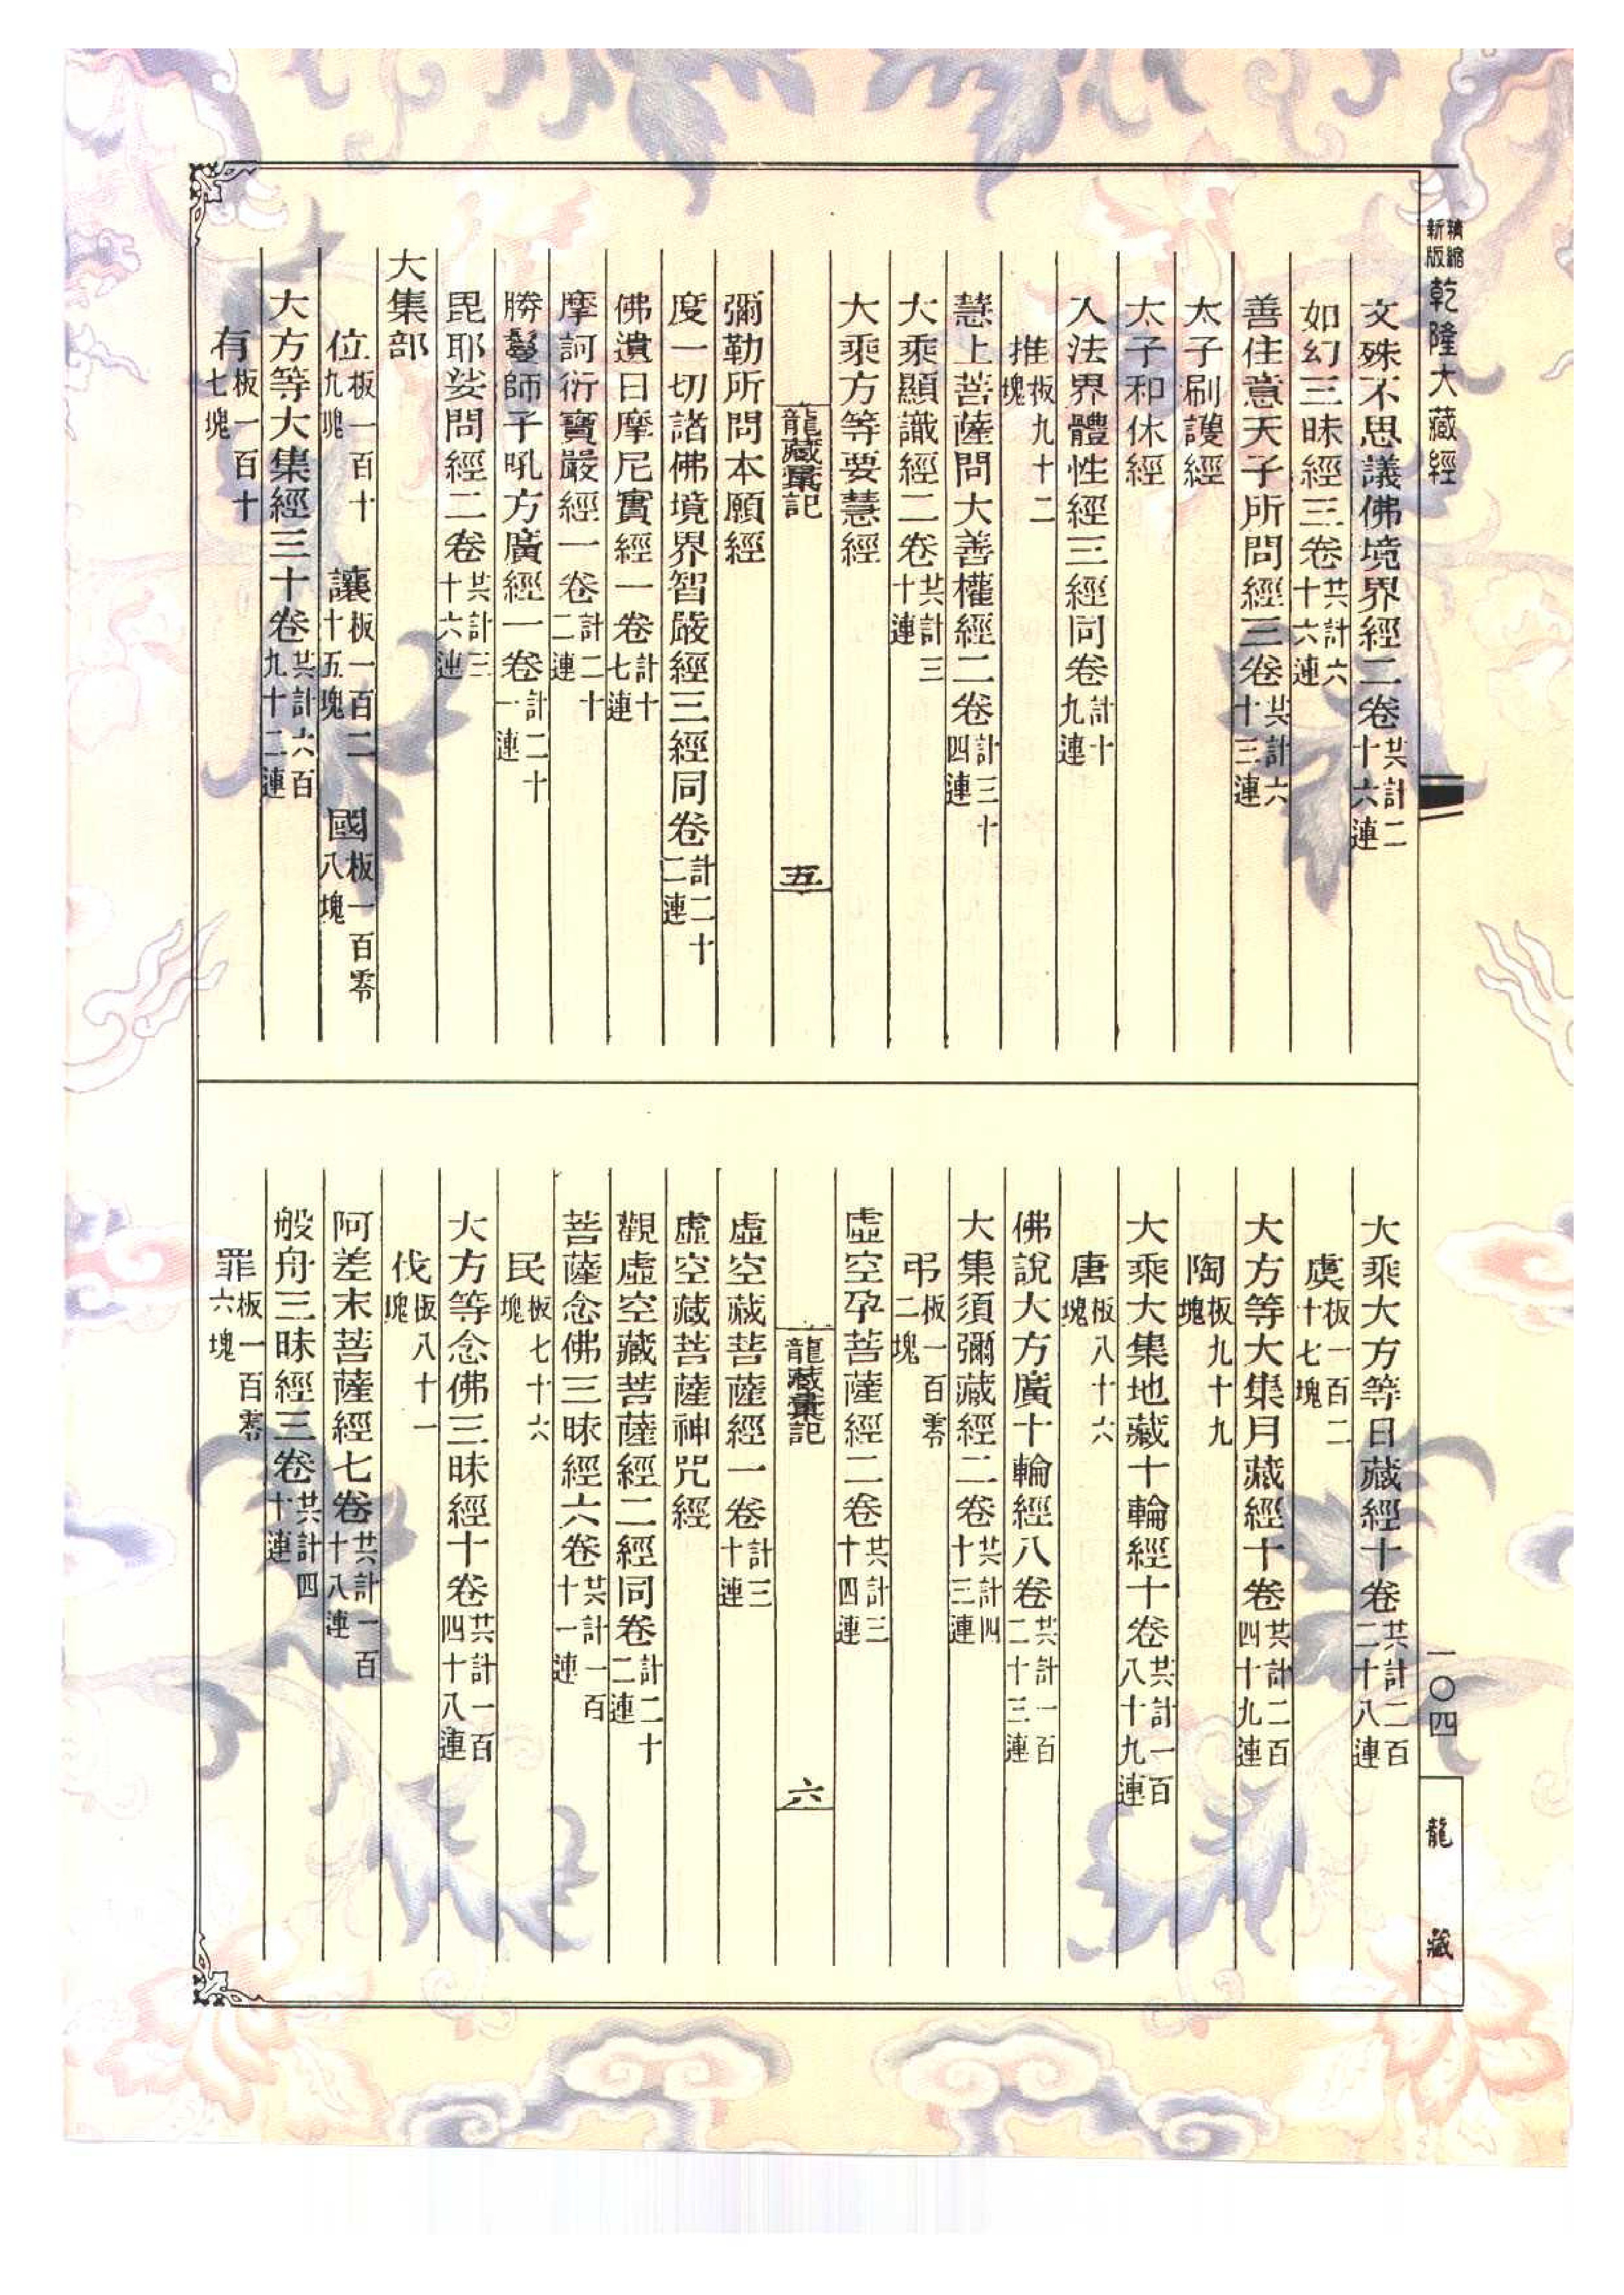 精縮
新版
乾隆大藏經
一〇四
龍藏
文殊不思議佛境界經二卷共計二十六連
如幻三昧經三卷共計六十六連
善住意天子所問經三卷共計六十三連
太子刷護經
太子和休經
入法界體性經三經同卷計十九連
推板九十二塊
慧上菩薩問大善權經二卷計三十四連
大乘顯識經二卷共計三十連
大乘方等要慧經
龍藏彙記 五
彌勒所問本願經
度一切諸佛境界智嚴經三經同卷計二十二連
佛遺日摩尼寶經一卷計十七連
摩訶衍寶嚴經一卷計二十二連
勝鬘師子吼方廣經一卷計二十一連
毘耶娑問經二卷共計三十六連
大集部
位板一百十九塊 讓板一百二十五塊 國板一百零八塊
大方等大集經三十卷共計六百九十二連
有板一百十七塊
大乘大方等日藏經十卷共計二百二十八連
虞板一百二十七塊
大方等大集月藏經十卷共計二百四十九連
陶板九十九塊
大乘大集地藏十輪經十卷共計一百八十九連
唐板八十六塊
佛說大方廣十輪經八卷共計一百二十三連
大集須彌藏經二卷共計四十三連
弔板一百零二塊
虛空孕菩薩經二卷共計三十四連
龍藏彙記 六
虛空藏菩薩經一卷計三十連
虛空藏菩薩神咒經
觀虛空藏菩薩經二經同卷計二十二連
菩薩念佛三昧經六卷共計一百十一連
民板七十六塊
大方等念佛三昧經十卷共計一百四十八連
伐板八十一塊
阿差末菩薩經七卷共計一百十八連
般舟三昧經三卷共計四十連
罪板一百零六塊